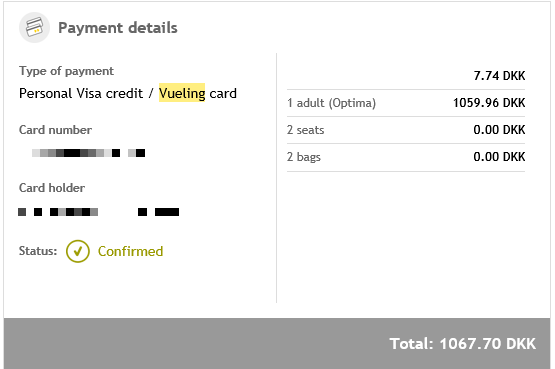 Payment details
Type of payment
Personal Visa credit / Vueling card
Card number
Card holder
Status: Confirmed
7.74 DKK
1 adult (Optima) 1059.96 DKK
2 seats 0.00 DKK
2 bags 0.00 DKK
Total: 1067.70 DKK